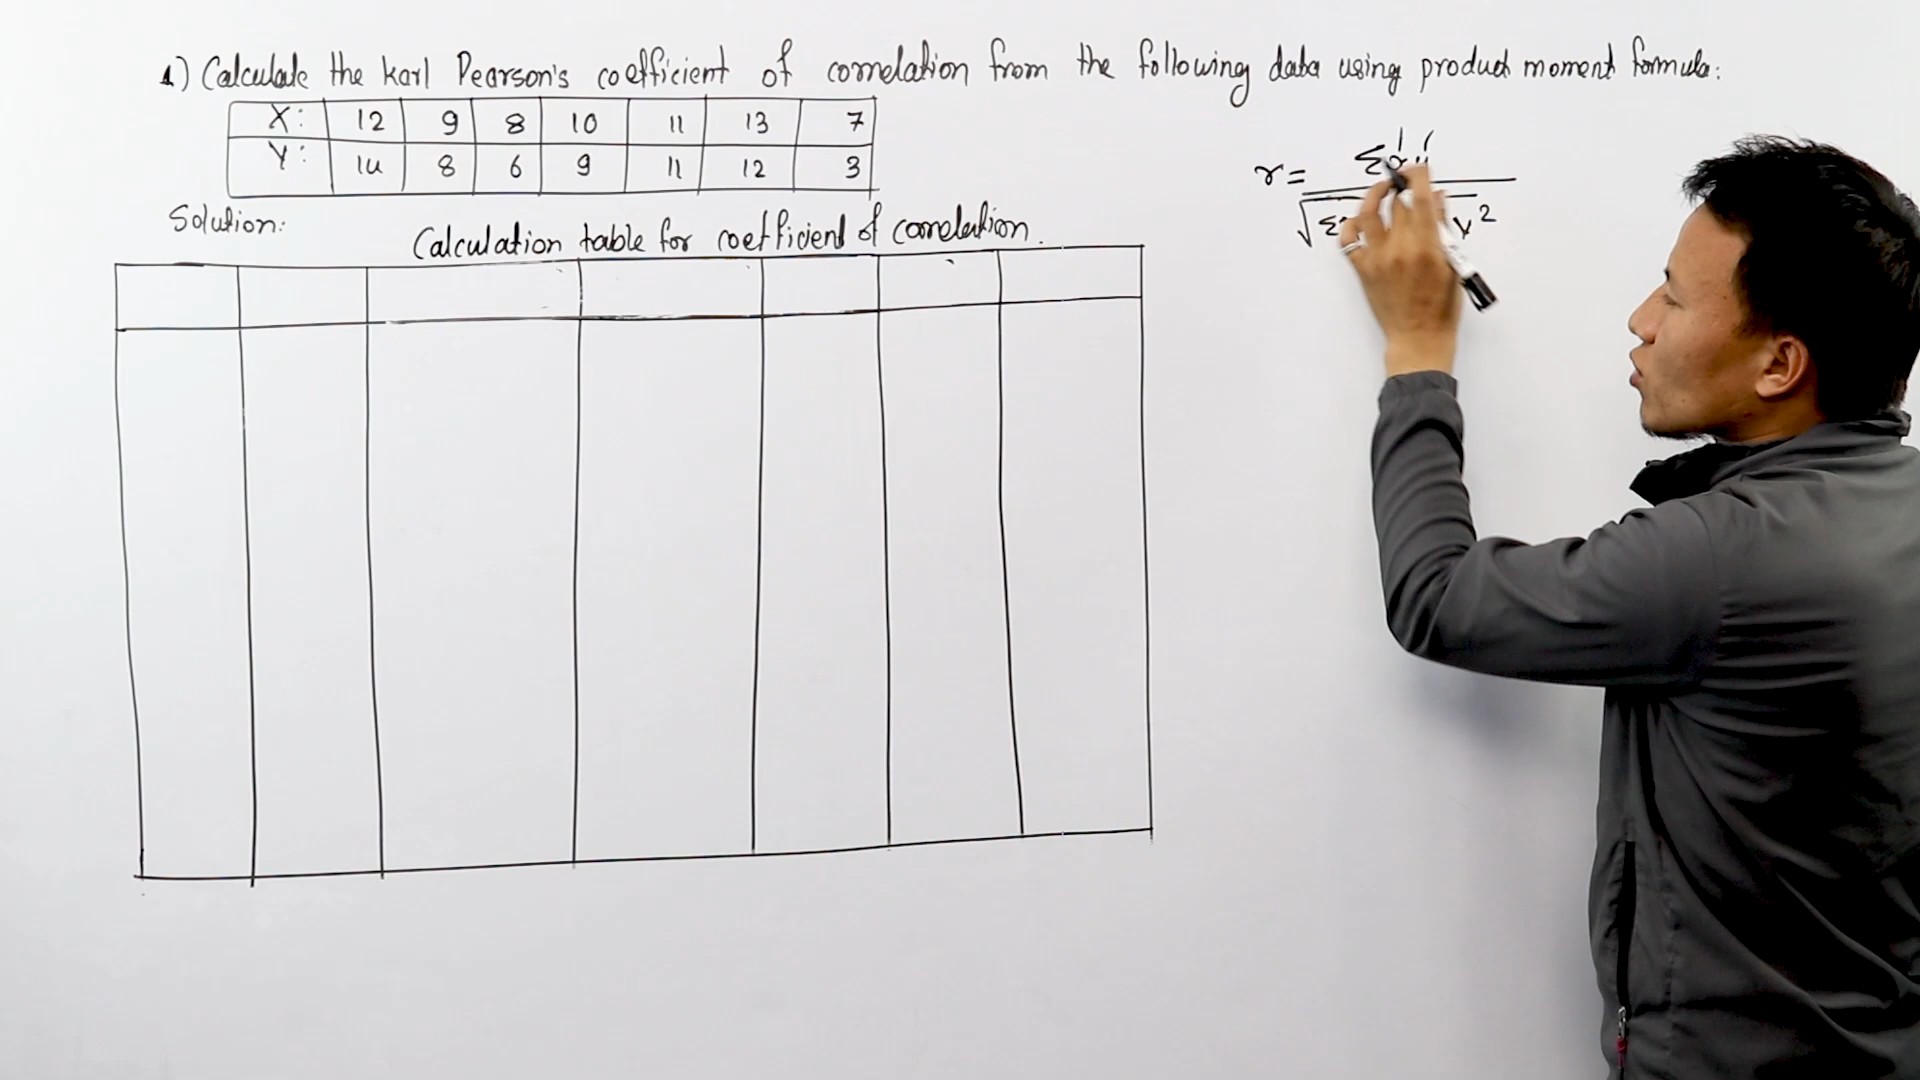 1) Calculate the Karl Pearson's coefficient of correlation from the following data using product moment formula:
X: 12 9 8 10 11 13 7
Y: 14 8 6 9 11 12 3
Solution:
Calculation table for coefficient of correlation.
r =